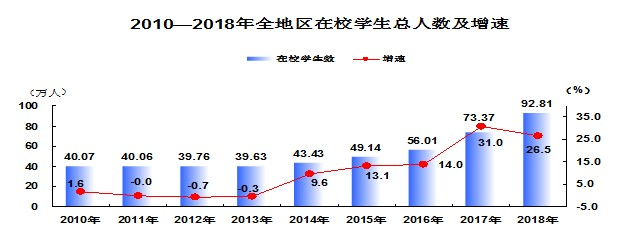 2010—2018年全地区在校学生总人数及增速
在校学生数 增速
(万人) (%)
100 80 60 40 20 0
40.07 40.06 39.76 39.63 43.43 49.14 56.01 73.37 92.81
1.6 -0.0 -0.7 -0.3 9.6 13.1 14.0 31.0 26.5
35.0 25.0 15.0 5.0 -5.0
2010年 2011年 2012年 2013年 2014年 2015年 2016年 2017年 2018年